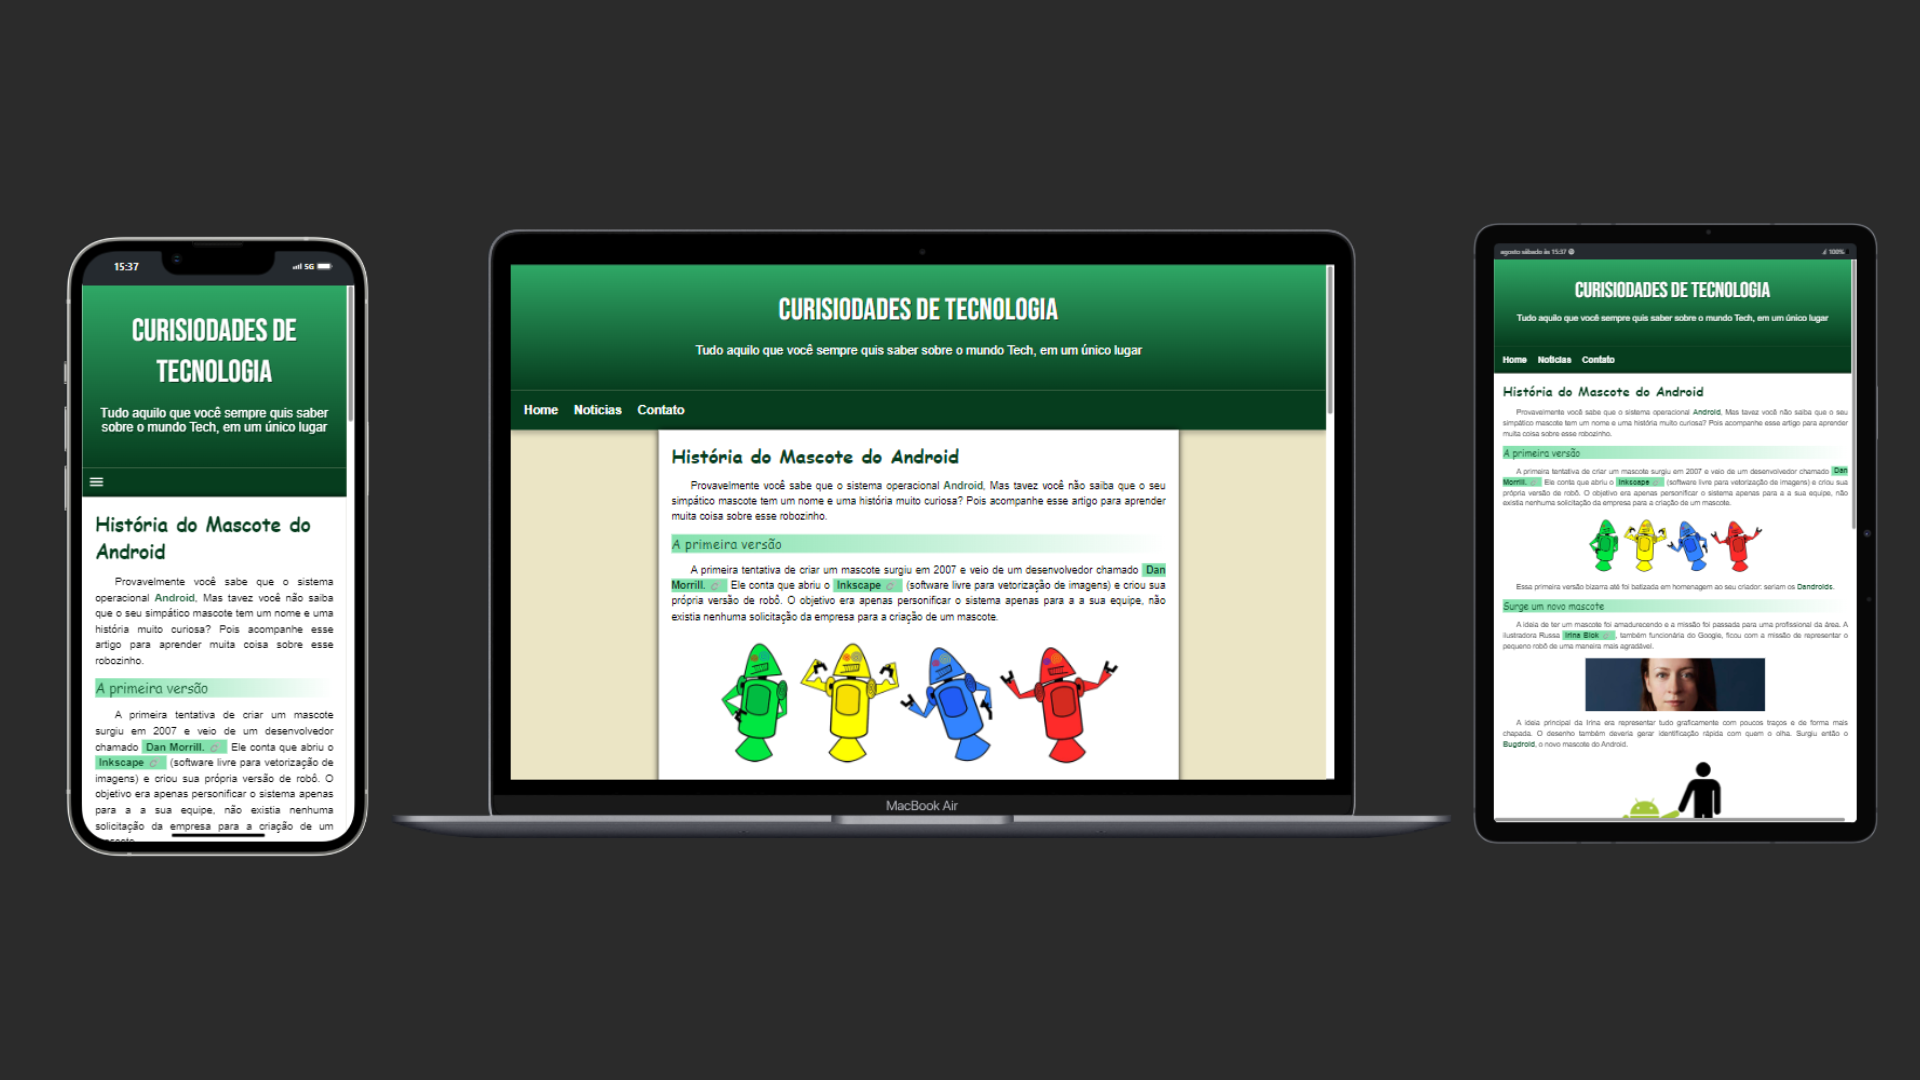 15:37
5G
CURISIODADES DE
TECNOLOGIA
Tudo aquilo que você sempre quis saber
sobre o mundo Tech, em um único lugar
História do Mascote do
Android
Provavelmente você sabe que o sistema
operacional Android, Mas tavez você não saiba
que o seu simpático mascote tem um nome e uma
história muito curiosa? Pois acompanhe esse
artigo para aprender muita coisa sobre esse
robozinho.
A primeira versão
A primeira tentativa de criar um mascote
surgiu em 2007 e veio de um desenvolvedor
chamado Dan Morrill. Ele conta que abriu o
Inkscape (software livre para vetorização de
imagens) e criou sua própria versão de robô. O
objetivo era apenas personificar o sistema apenas
para a a sua equipe, não existia nenhuma
solicitação da empresa para a criação de um
CURISIODADES DE TECNOLOGIA
Tudo aquilo que você sempre quis saber sobre o mundo Tech, em um único lugar
Home Noticias Contato
História do Mascote do Android
Provavelmente você sabe que o sistema operacional Android, Mas tavez você não saiba que o seu
simpático mascote tem um nome e uma história muito curiosa? Pois acompanhe esse artigo para aprender
muita coisa sobre esse robozinho.
A primeira versão
A primeira tentativa de criar um mascote surgiu em 2007 e veio de um desenvolvedor chamado Dan
Morrill. Ele conta que abriu o Inkscape (software livre para vetorização de imagens) e criou sua
própria versão de robô. O objetivo era apenas personificar o sistema apenas para a a sua equipe, não
existia nenhuma solicitação da empresa para a criação de um mascote.
MacBook Air
agosto sábado às 15:37
100%
CURISIODADES DE TECNOLOGIA
Tudo aquilo que você sempre quis saber sobre o mundo Tech, em um único lugar
Home Noticias Contato
História do Mascote do Android
Provavelmente você sabe que o sistema operacional Android, Mas tavez você não saiba que o seu
simpático mascote tem um nome e uma história muito curiosa? Pois acompanhe esse artigo para aprender
muita coisa sobre esse robozinho.
A primeira versão
A primeira tentativa de criar um mascote surgiu em 2007 e veio de um desenvolvedor chamado Dan
Morrill. Ele conta que abriu o Inkscape (software livre para vetorização de imagens) e criou sua
própria versão de robô. O objetivo era apenas personificar o sistema apenas para a a sua equipe, não
existia nenhuma solicitação da empresa para a criação de um mascote.
Essa primeira versão bizarra até foi batizada em homenagem ao seu criador: seriam os Dandroids.
Surge um novo mascote
A ideia de ter um mascote foi amadurecendo e a missão foi passada para uma profissional da área. A
ilustradora Russa Irina Blok, também funcionária do Google, ficou com a missão de representar o
pequeno robô de uma maneira mais agradável.
A ideia principal da Irina era representar tudo graficamente com poucos traços e de forma mais
chapada. O desenho também deveria gerar identificação rápida com quem o olha. Surgiu então o
Bugdroid, o novo mascote do Android.